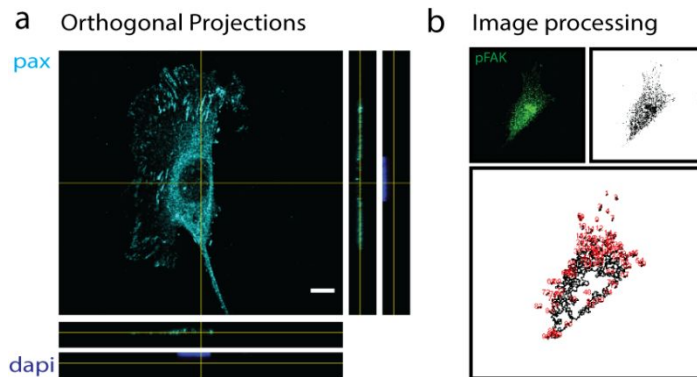 a Orthogonal Projections
pax
dapi
b Image processing
pFAK